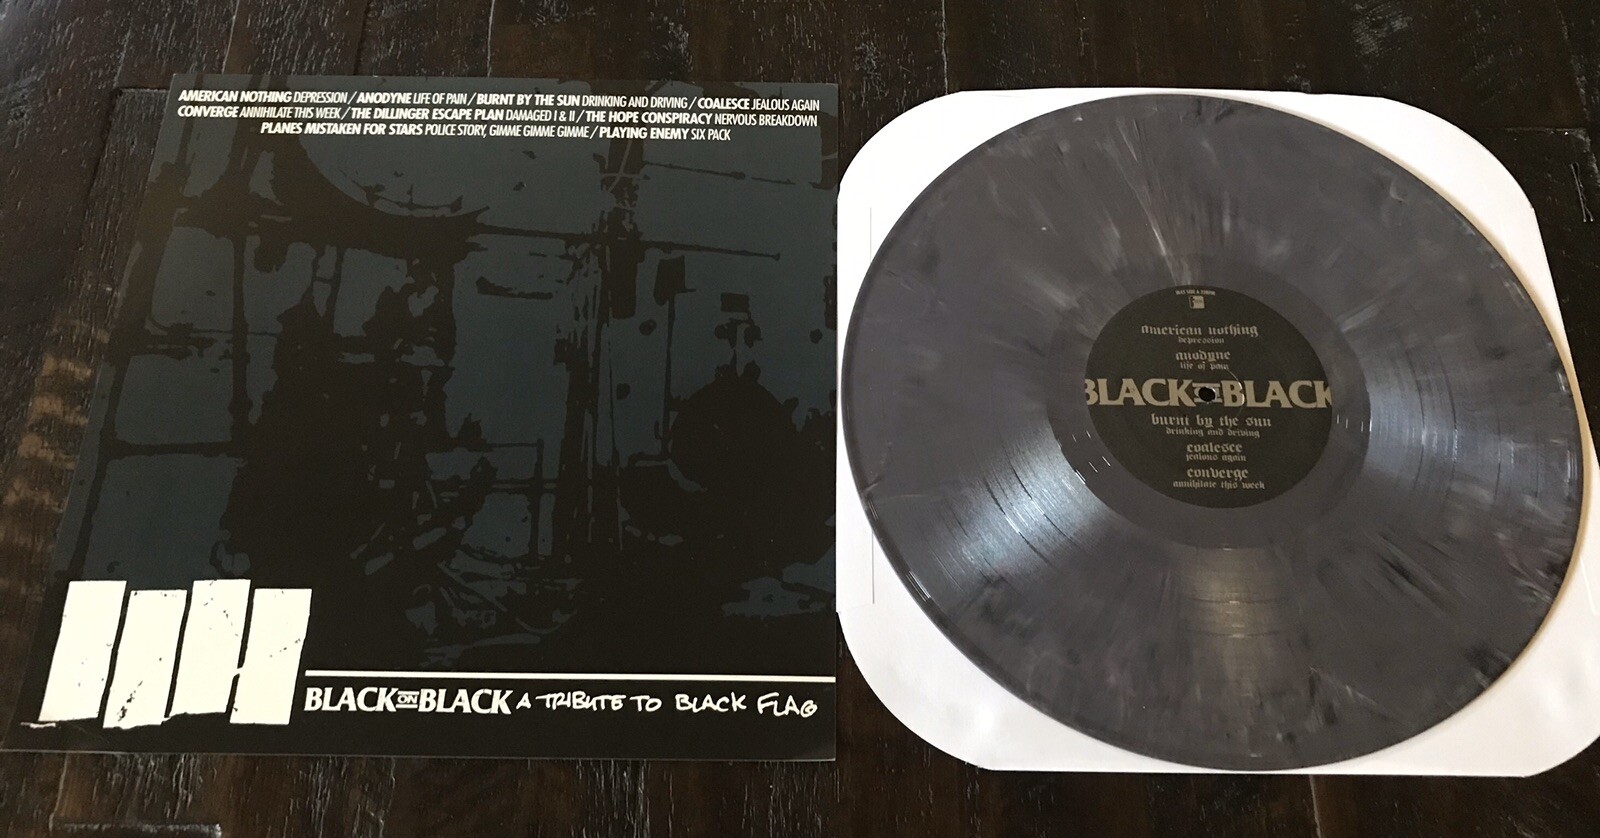 AMERICAN NOTHING DEPRESSION / ANODYNE LIFE OF PAIN / BURNT BY THE SUN DRINKING AND DRIVING / COALESCE JEALOUS AGAIN
CONVERGE ANNIHILATE THIS WEEK / THE DILLINGER ESCAPE PLAN DAMAGED I & II / THE HOPE CONSPIRACY NERVOUS BREAKDOWN
PLANES MISTAKEN FOR STARS POLICE STORY, GIMME GIMME GIMME / PLAYING ENEMY SIX PACK
BLACK ON BLACK A TRIBUTE TO BLACK FLAG
american nothing
depression
anodyne
life of pain
BLACK ON BLACK
burnt by the sun
drinking and driving
coalesce
jealous again
converge
annihilate this week